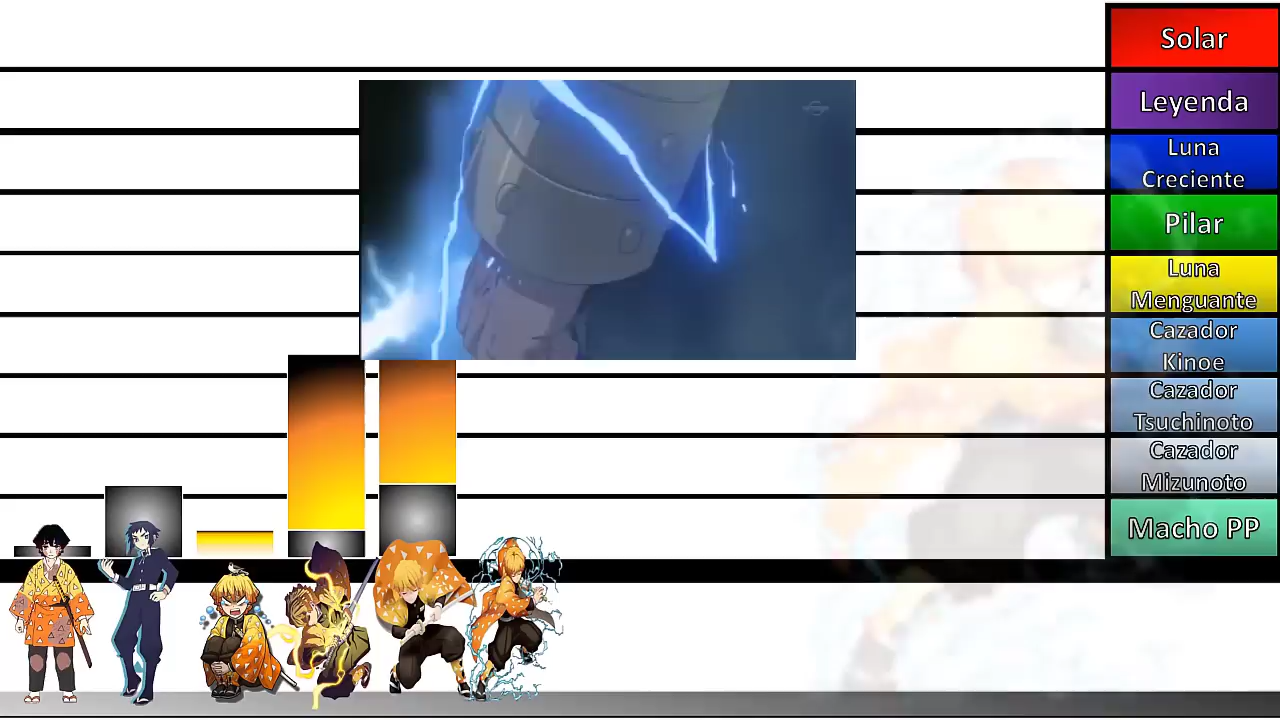 Solar
Leyenda
Luna
Creciente
Pilar
Luna
Menguante
Cazador
Kinoe
Cazador
Tsuchinoto
Cazador
Mizunoto
Macho PP